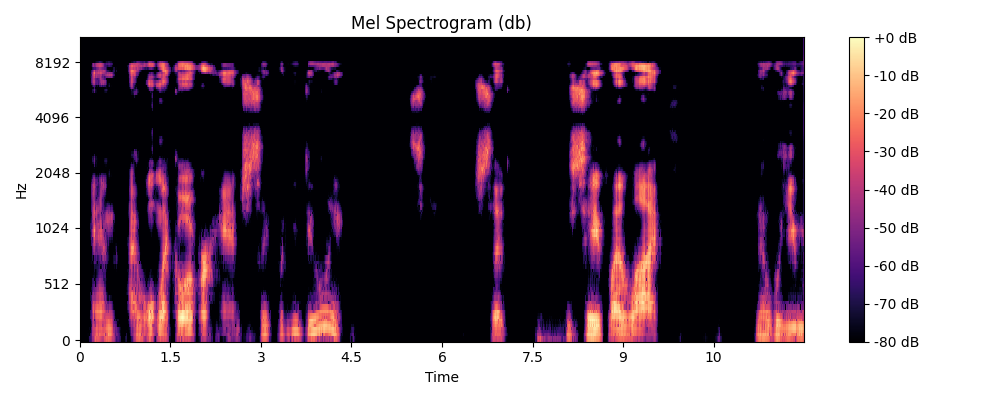 Mel Spectrogram (db)
8192
4096
2048
1024
512
0
Hz
0 1.5 3 4.5 6 7.5 9 10
Time
+0 dB
-10 dB
-20 dB
-30 dB
-40 dB
-50 dB
-60 dB
-70 dB
-80 dB